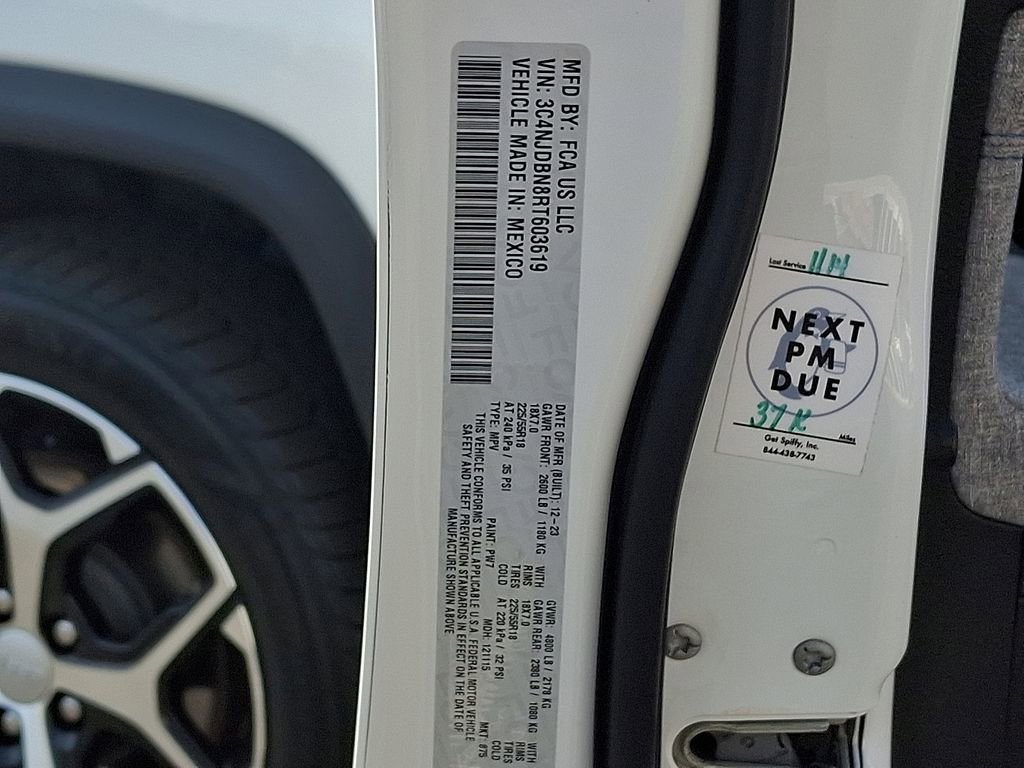 MFD BY: FCA US LLC
VIN: 3C4NJDBN8RT603619
VEHICLE MADE IN: MEXICO
DATE OF MFR (BUILT): 12-23 GVWR: 4800 LB / 2178 KG
GAWR FRONT: 2600 LB / 1180 KG WITH GAWR REAR: 2380 LB / 1080 KG WITH
18X7.0 RIMS 18X7.0 RIMS
225/55R18 TIRES 225/55R18 TIRES
AT 240 kPa / 35 PSI COLD AT 220 kPa / 32 PSI COLD
TYPE: MPV PAINT: PW7 MDH: 121115 MKT: 875
THIS VEHICLE CONFORMS TO ALL APPLICABLE U.S.A. FEDERAL MOTOR VEHICLE
SAFETY AND THEFT PREVENTION STANDARDS IN EFFECT ON THE DATE OF
MANUFACTURE SHOWN ABOVE
Last Service 11/14
NEXT
PM
DUE
37K Miles
Get Spiffy, Inc.
844-438-7743